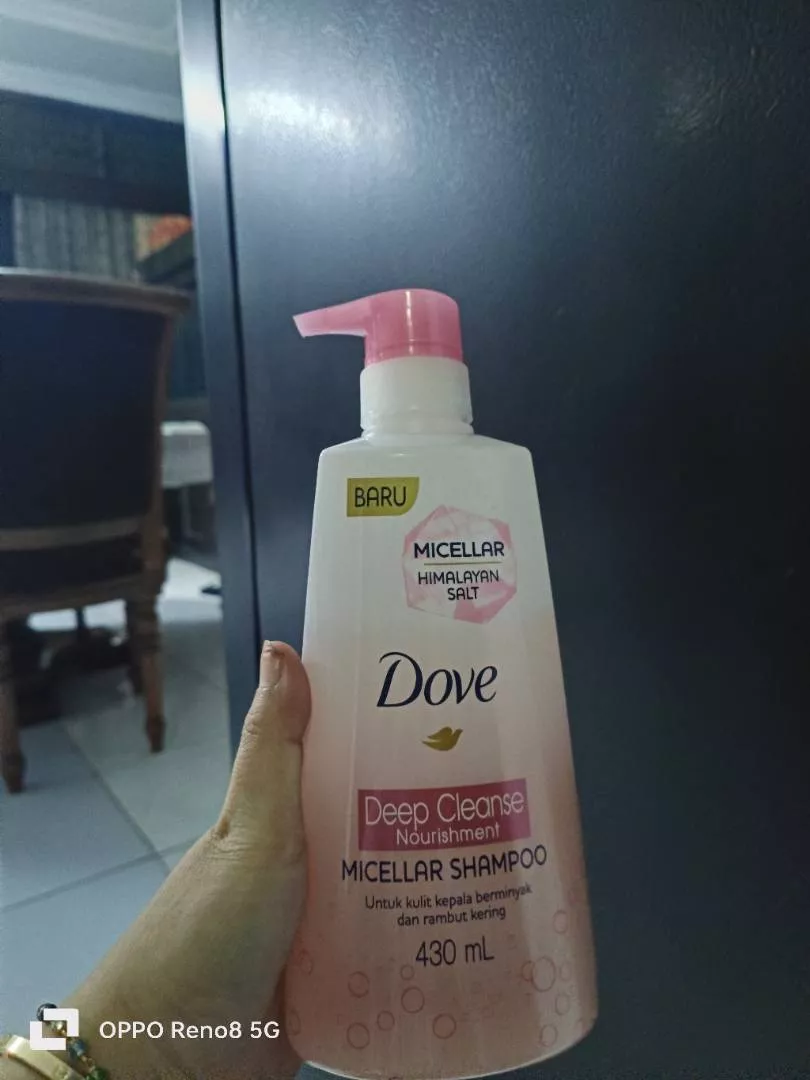 BARU
MICELLAR
HIMALAYAN
SALT
Dove
Deep Cleanse
Nourishment
MICELLAR SHAMPOO
Untuk kulit kepala berminyak
dan rambut kering
430 mL
OPPO Reno8 5G